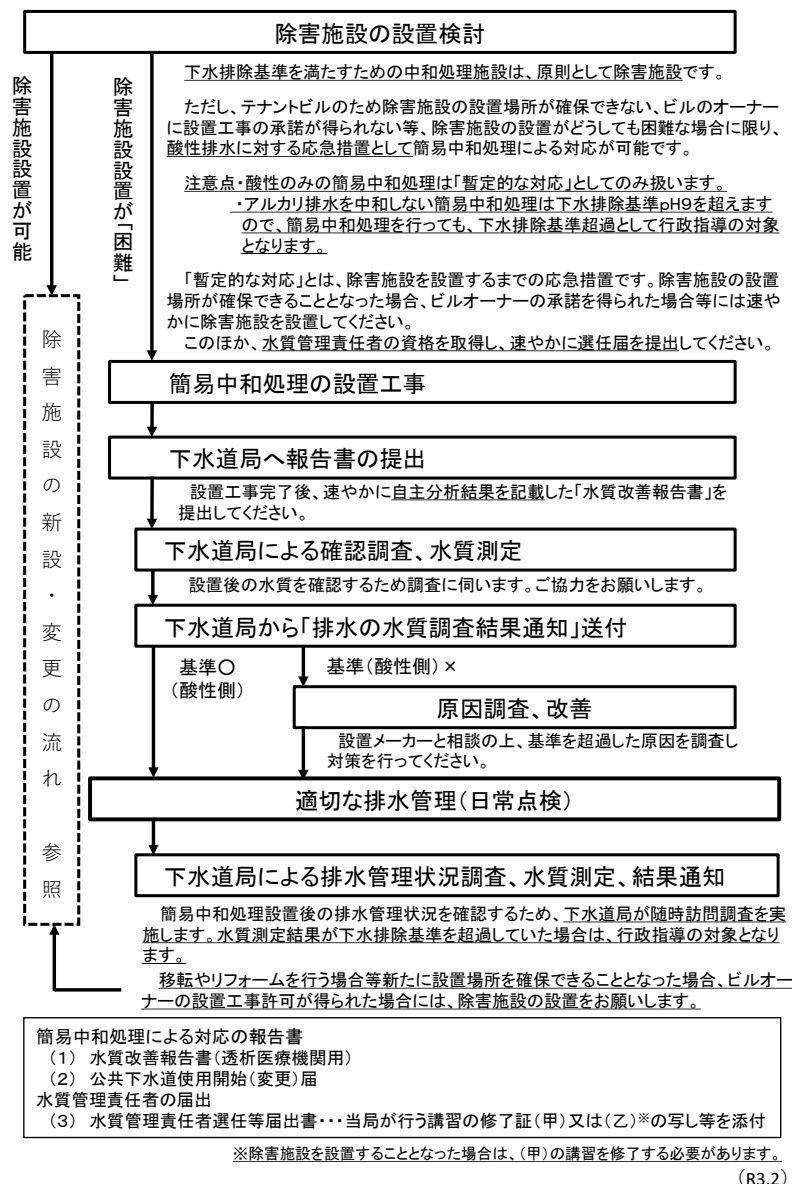 除害施設の設置検討
除害施設設置が可能
除害施設設置が「困難」
下水排除基準を満たすための中和処理施設は、原則として除害施設です。
ただし、テナントビルのため除害施設の設置場所が確保できない、ビルのオーナー
に設置工事の承諾が得られない等、除害施設の設置がどうしても困難な場合に限り、
酸性排水に対する応急措置として簡易中和処理による対応が可能です。
注意点・酸性のみの簡易中和処理は「暫定的な対応」としてのみ扱います。
・アルカリ排水を中和しない簡易中和処理は下水排除基準pH9を超えます
ので、簡易中和処理を行っても、下水排除基準超過として行政指導の対象
となります。
「暫定的な対応」とは、除害施設を設置するまでの応急措置です。除害施設の設置
場所が確保できることとなった場合、ビルオーナーの承諾を得られた場合等には速や
かに除害施設を設置してください。
このほか、水質管理責任者の資格を取得し、速やかに選任届を提出してください。
除害施設の新設・変更の流れ 参照
簡易中和処理の設置工事
下水道局へ報告書の提出
設置工事完了後、速やかに自主分析結果を記載した「水質改善報告書」を
提出してください。
下水道局による確認調査、水質測定
設置後の水質を確認するため調査に伺います。ご協力をお願いします。
下水道局から「排水の水質調査結果通知」送付
基準〇
(酸性側)
基準(酸性側)×
原因調査、改善
設置メーカーと相談の上、基準を超過した原因を調査し
対策を行ってください。
適切な排水管理(日常点検)
下水道局による排水管理状況調査、水質測定、結果通知
簡易中和処理設置後の排水管理状況を確認するため、下水道局が随時訪問調査を実
施します。水質測定結果が下水排除基準を超過していた場合は、行政指導の対象となり
ます。
移転やリフォームを行う場合等新たに設置場所を確保できることとなった場合、ビルオー
ナーの設置工事許可が得られた場合には、除害施設の設置をお願いします。
簡易中和処理による対応の報告書
(1) 水質改善報告書(透析医療機関用)
(2) 公共下水道使用開始(変更)届
水質管理責任者の届出
(3) 水質管理責任者選任等届出書・・・当局が行う講習の修了証(甲)又は(乙)※の写し等を添付
※除害施設を設置することとなった場合は、(甲)の講習を修了する必要があります。
(R3.2)